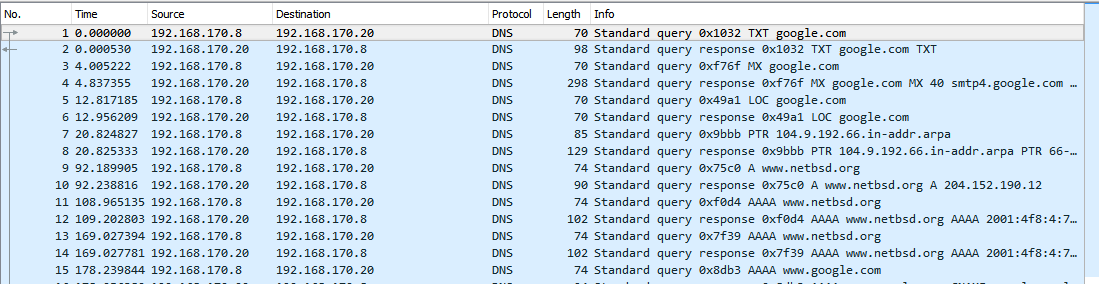 No. Time Source Destination Protocol Length Info
1 0.000000 192.168.170.8 192.168.170.20 DNS 70 Standard query 0x1032 TXT google.com
2 0.000530 192.168.170.20 192.168.170.8 DNS 98 Standard query response 0x1032 TXT google.com TXT
3 4.005222 192.168.170.8 192.168.170.20 DNS 70 Standard query 0xf76f MX google.com
4 4.837355 192.168.170.20 192.168.170.8 DNS 298 Standard query response 0xf76f MX google.com MX 40 smtp4.google.com …
5 12.817185 192.168.170.8 192.168.170.20 DNS 70 Standard query 0x49a1 LOC google.com
6 12.956209 192.168.170.20 192.168.170.8 DNS 70 Standard query response 0x49a1 LOC google.com
7 20.824827 192.168.170.8 192.168.170.20 DNS 85 Standard query 0x9bbb PTR 104.9.192.66.in-addr.arpa
8 20.825333 192.168.170.20 192.168.170.8 DNS 129 Standard query response 0x9bbb PTR 104.9.192.66.in-addr.arpa PTR 66-…
9 92.189905 192.168.170.8 192.168.170.20 DNS 74 Standard query 0x75c0 A www.netbsd.org
10 92.238816 192.168.170.20 192.168.170.8 DNS 90 Standard query response 0x75c0 A www.netbsd.org A 204.152.190.12
11 108.965135 192.168.170.8 192.168.170.20 DNS 74 Standard query 0xf0d4 AAAA www.netbsd.org
12 109.202803 192.168.170.20 192.168.170.8 DNS 102 Standard query response 0xf0d4 AAAA www.netbsd.org AAAA 2001:4f8:4:7…
13 169.027394 192.168.170.8 192.168.170.20 DNS 74 Standard query 0x7f39 AAAA www.netbsd.org
14 169.027781 192.168.170.20 192.168.170.8 DNS 102 Standard query response 0x7f39 AAAA www.netbsd.org AAAA 2001:4f8:4:7…
15 178.239844 192.168.170.8 192.168.170.20 DNS 74 Standard query 0x8db3 AAAA www.google.com